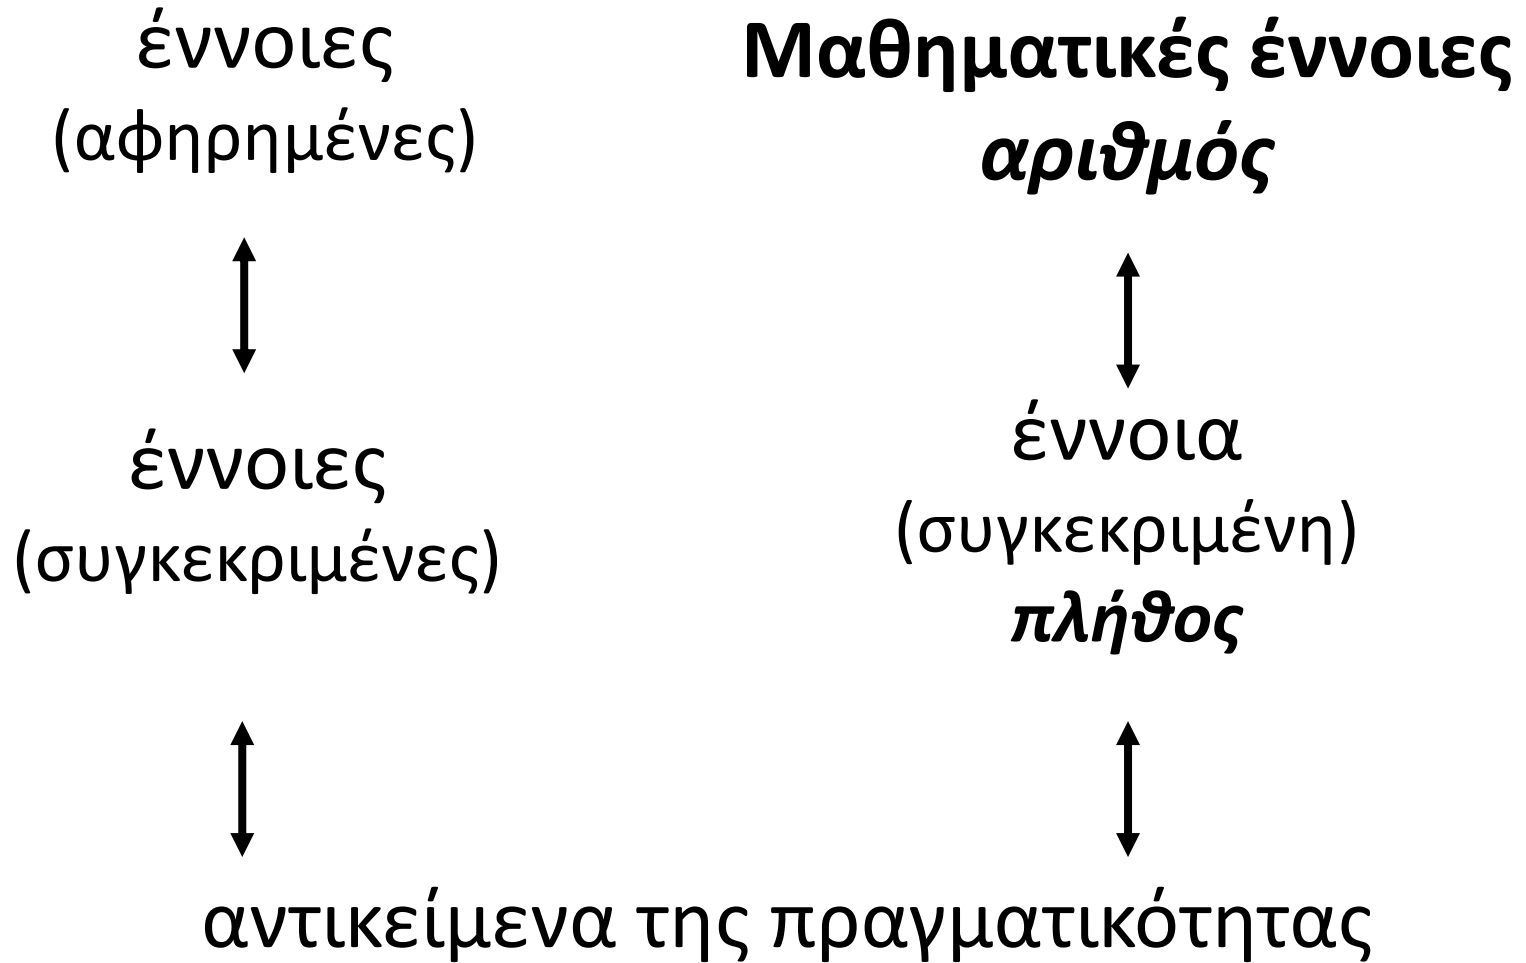 έννοιες
(αφηρημένες)
Μαθηματικές έννοιες
αριθμός
έννοιες
(συγκεκριμένες)
έννοια
(συγκεκριμένη)
πλήθος
αντικείμενα της πραγματικότητας